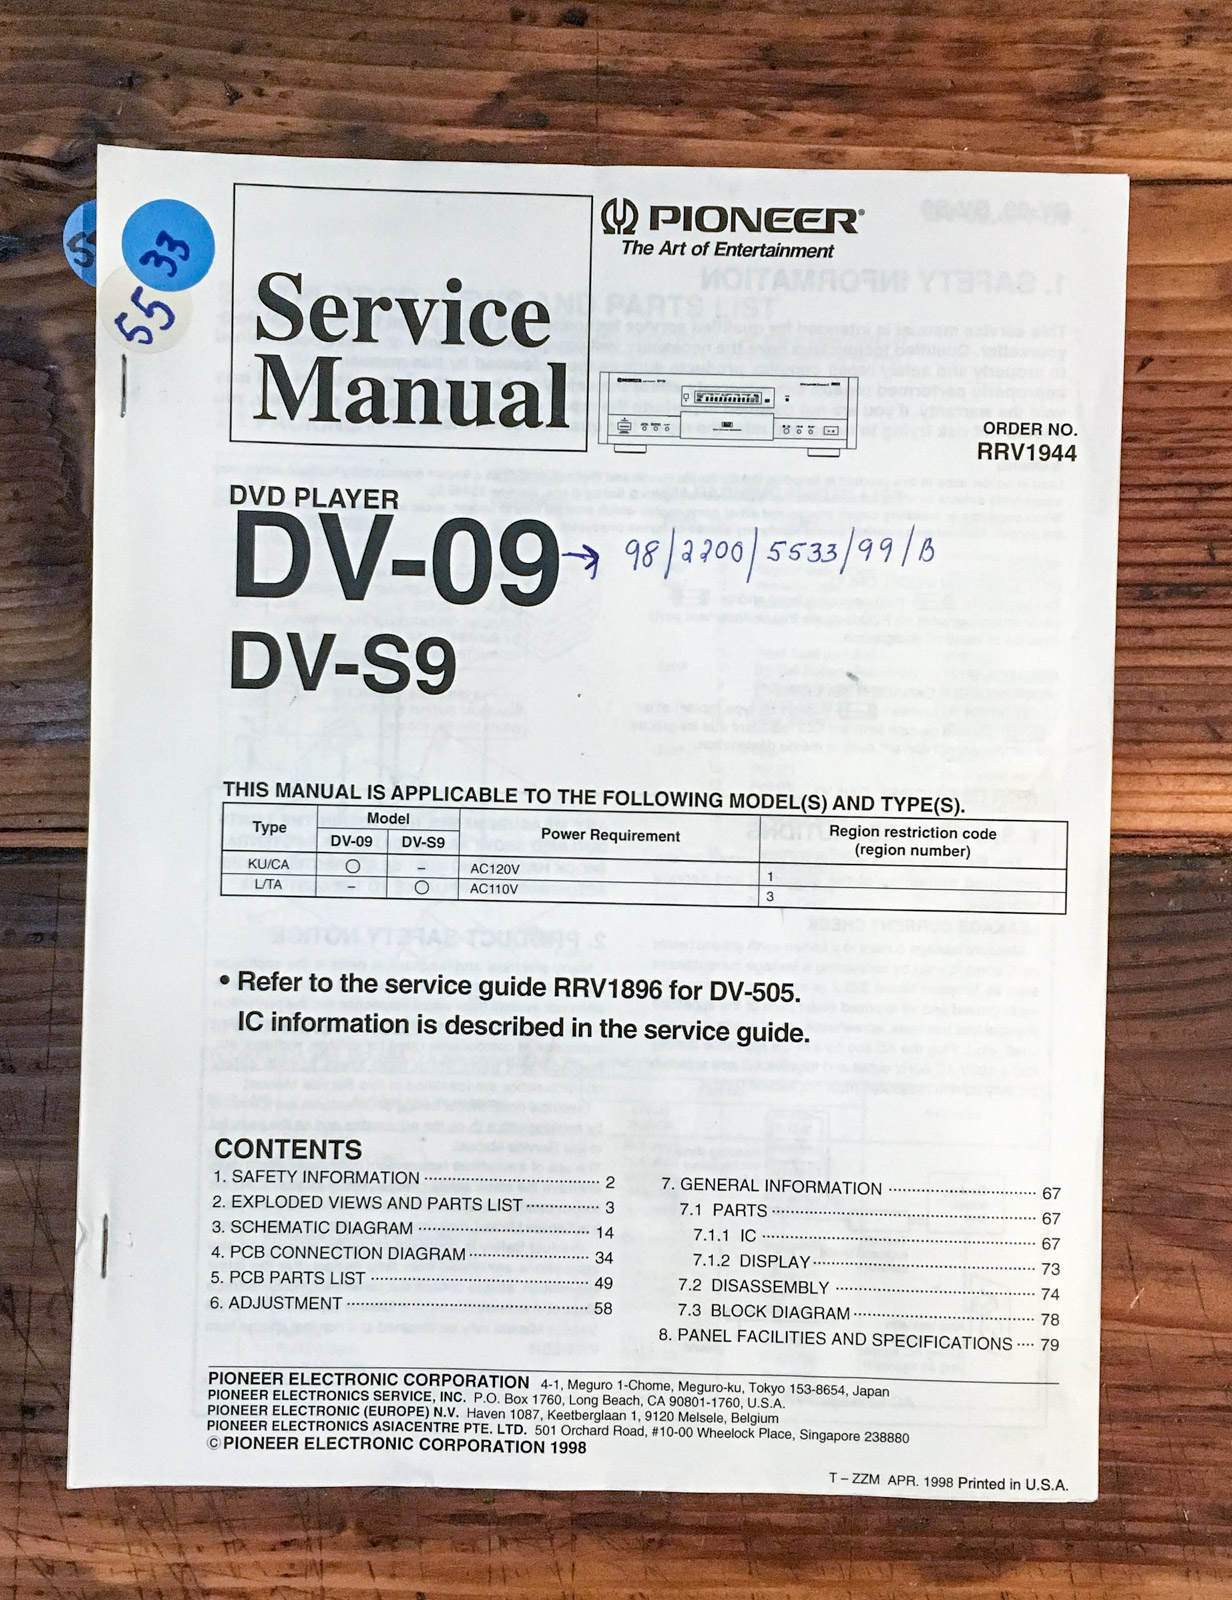 33
55
Service
Manual
PIONEER®
The Art of Entertainment
ORDER NO.
RRV1944
DVD PLAYER
DV-09 → 98/2200/5533/99/B
DV-S9
THIS MANUAL IS APPLICABLE TO THE FOLLOWING MODEL(S) AND TYPE(S).
Type Model Power Requirement Region restriction code
(region number)
DV-09 DV-S9
KU/CA ○ – AC120V 1
L/TA – ○ AC110V 3
• Refer to the service guide RRV1896 for DV-505.
IC information is described in the service guide.
CONTENTS
1. SAFETY INFORMATION 2
2. EXPLODED VIEWS AND PARTS LIST 3
3. SCHEMATIC DIAGRAM 14
4. PCB CONNECTION DIAGRAM 34
5. PCB PARTS LIST 49
6. ADJUSTMENT 58
7. GENERAL INFORMATION 67
7.1 PARTS 67
7.1.1 IC 67
7.1.2 DISPLAY 73
7.2 DISASSEMBLY 74
7.3 BLOCK DIAGRAM 78
8. PANEL FACILITIES AND SPECIFICATIONS 79
PIONEER ELECTRONIC CORPORATION 4-1, Meguro 1-Chome, Meguro-ku, Tokyo 153-8654, Japan
PIONEER ELECTRONICS SERVICE, INC. P.O. Box 1760, Long Beach, CA 90801-1760, U.S.A.
PIONEER ELECTRONIC (EUROPE) N.V. Haven 1087, Keetberglaan 1, 9120 Melsele, Belgium
PIONEER ELECTRONICS ASIACENTRE PTE. LTD. 501 Orchard Road, #10-00 Wheelock Place, Singapore 238880
© PIONEER ELECTRONIC CORPORATION 1998
T – ZZM APR. 1998 Printed in U.S.A.